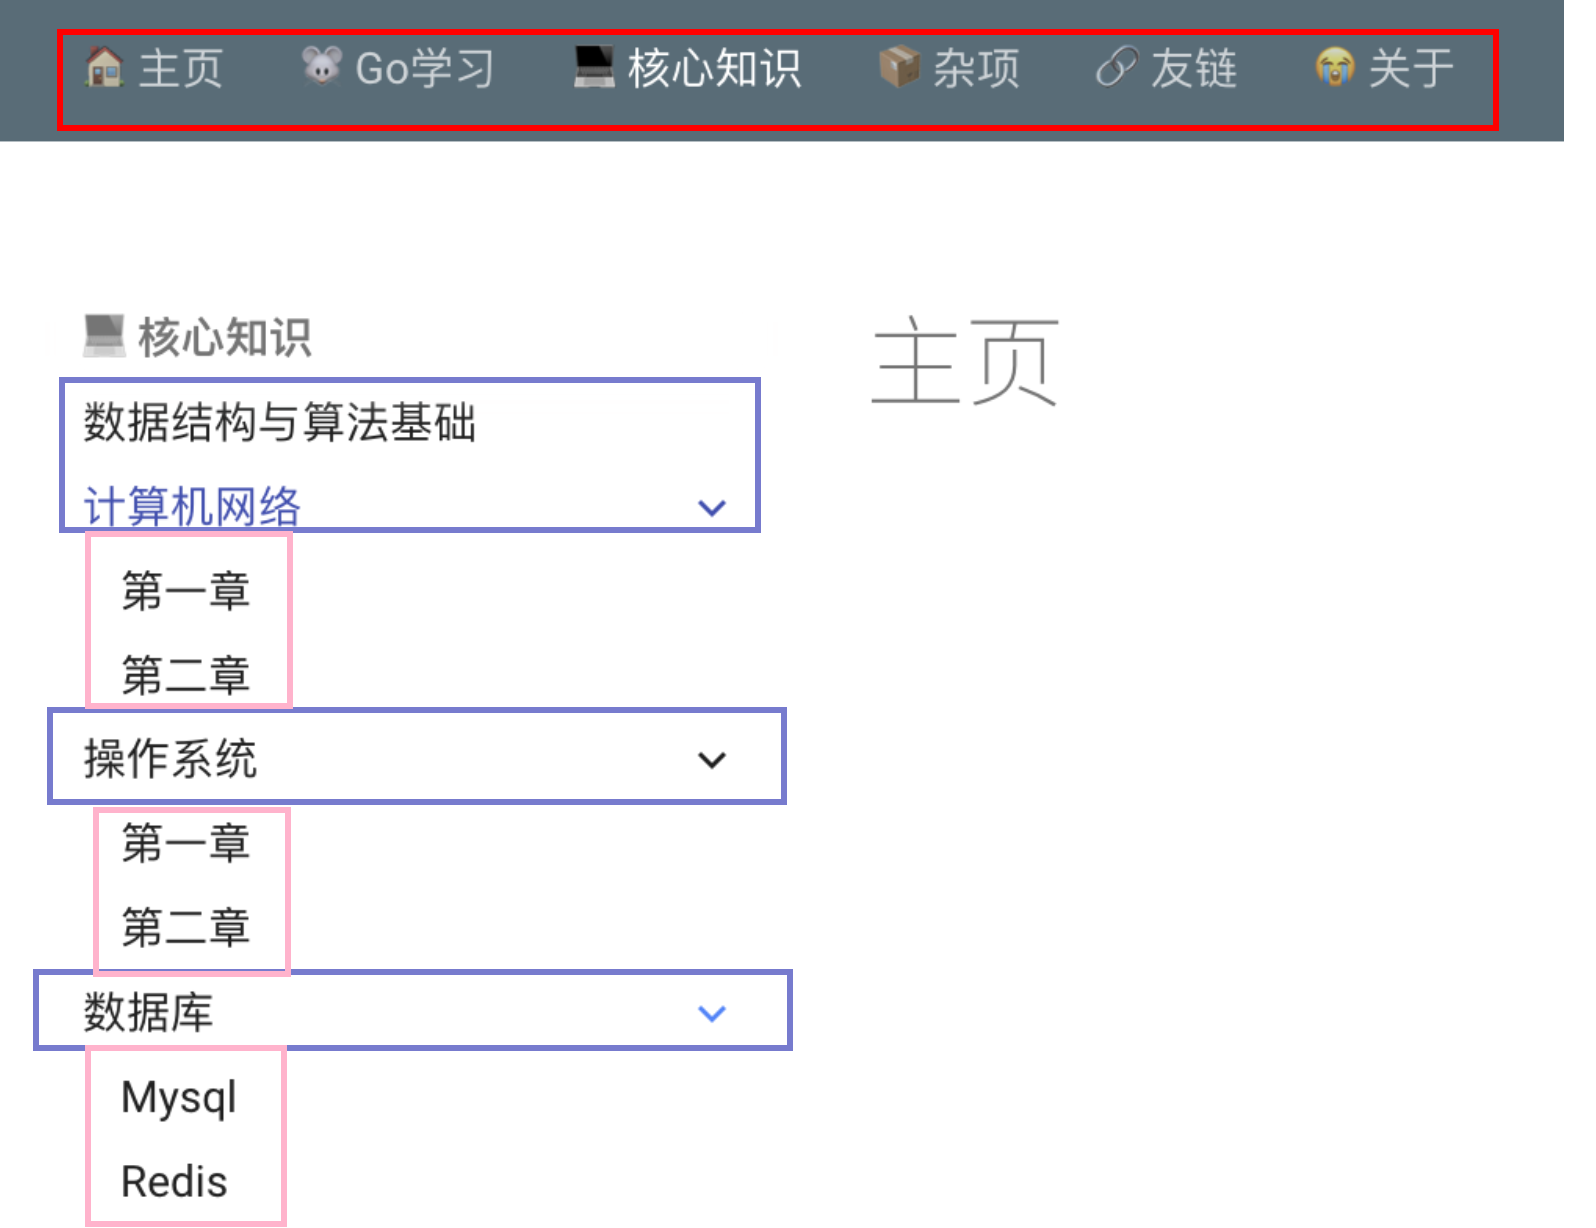 主页 Go学习 核心知识 杂项 友链 关于
核心知识
主页
数据结构与算法基础
计算机网络
第一章
第二章
操作系统
第一章
第二章
数据库
Mysql
Redis